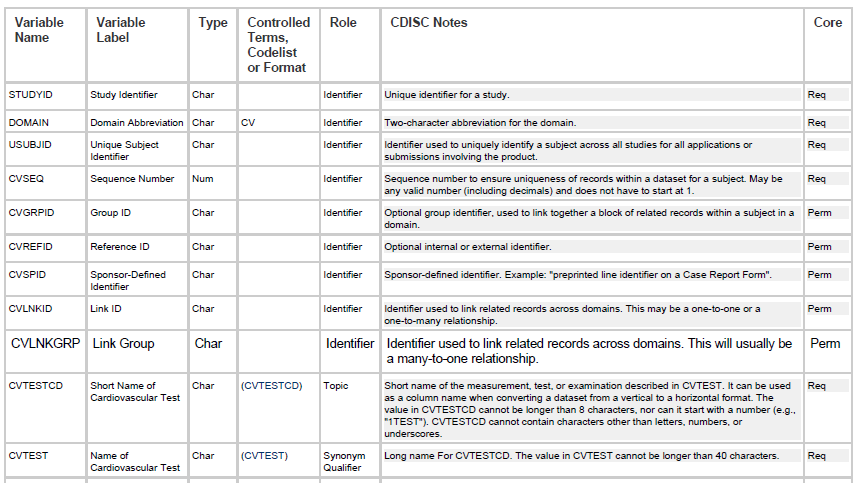 Variable Name Variable Label Type Controlled Terms, Codelist or Format Role CDISC Notes Core
STUDYID Study Identifier Char Identifier Unique identifier for a study. Req
DOMAIN Domain Abbreviation Char CV Identifier Two-character abbreviation for the domain. Req
USUBJID Unique Subject Identifier Char Identifier Identifier used to uniquely identify a subject across all studies for all applications or
submissions involving the product. Req
CVSEQ Sequence Number Num Identifier Sequence number to ensure uniqueness of records within a dataset for a subject. May be
any valid number (including decimals) and does not have to start at 1. Req
CVGRPID Group ID Char Identifier Optional group identifier, used to link together a block of related records within a subject in a
domain. Perm
CVREFID Reference ID Char Identifier Optional internal or external identifier. Perm
CVSPID Sponsor-Defined Identifier Char Identifier Sponsor-defined identifier. Example: "preprinted line identifier on a Case Report Form". Perm
CVLNKID Link ID Char Identifier Identifier used to link related records across domains. This may be a one-to-one or a
one-to-many relationship. Perm
CVLNKGRP Link Group Char Identifier Identifier used to link related records across domains. This will usually be
a many-to-one relationship. Perm
CVTESTCD Short Name of Cardiovascular Test Char (CVTESTCD) Topic Short name of the measurement, test, or examination described in CVTEST. It can be used
as a column name when converting a dataset from a vertical to a horizontal format. The
value in CVTESTCD cannot be longer than 8 characters, nor can it start with a number (e.g.,
"1TEST"). CVTESTCD cannot contain characters other than letters, numbers, or
underscores. Req
CVTEST Name of Cardiovascular Test Char (CVTEST) Synonym Qualifier Long name For CVTESTCD. The value in CVTEST cannot be longer than 40 characters. Req